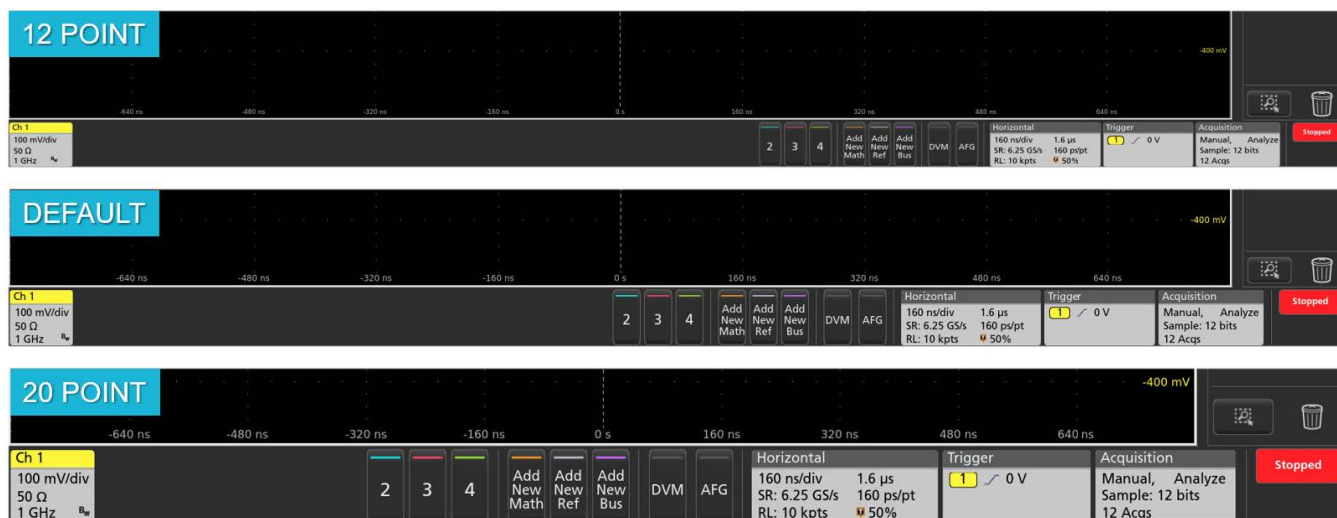 12 POINT
-400 mV
-640 ns -480 ns -320 ns -160 ns 0 s 160 ns 320 ns 480 ns 640 ns
Ch 1
100 mV/div
50 Ω
1 GHz Bw
2 3 4
Add New Math
Add New Ref
Add New Bus
DVM AFG
Horizontal
160 ns/div 1.6 µs
SR: 6.25 GS/s 160 ps/pt
RL: 10 kpts 50%
Trigger
1 0 V
Acquisition
Manual, Analyze
Sample: 12 bits
12 Acqs
Stopped
DEFAULT
-400 mV
-640 ns -480 ns -320 ns -160 ns 0 s 160 ns 320 ns 480 ns 640 ns
Ch 1
100 mV/div
50 Ω
1 GHz Bw
2 3 4
Add New Math
Add New Ref
Add New Bus
DVM AFG
Horizontal
160 ns/div 1.6 µs
SR: 6.25 GS/s 160 ps/pt
RL: 10 kpts 50%
Trigger
1 0 V
Acquisition
Manual, Analyze
Sample: 12 bits
12 Acqs
Stopped
20 POINT
-400 mV
-640 ns -480 ns -320 ns -160 ns 0 s 160 ns 320 ns 480 ns 640 ns
Ch 1
100 mV/div
50 Ω
1 GHz Bw
2 3 4
Add New Math
Add New Ref
Add New Bus
DVM AFG
Horizontal
160 ns/div 1.6 µs
SR: 6.25 GS/s 160 ps/pt
RL: 10 kpts 50%
Trigger
1 0 V
Acquisition
Manual, Analyze
Sample: 12 bits
12 Acqs
Stopped